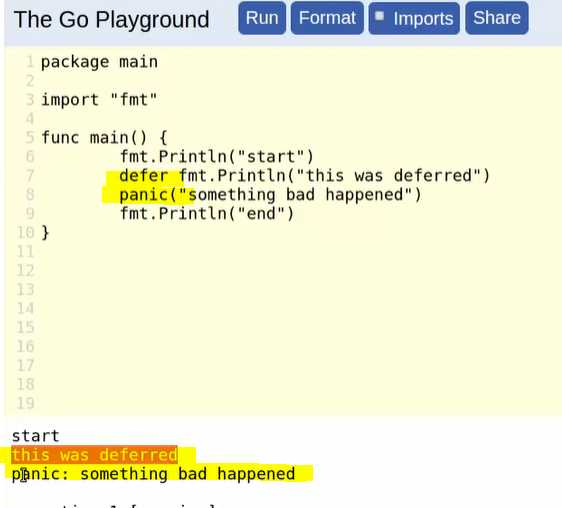 The Go Playground Run Format Imports Share
1 package main
2
3 import "fmt"
4
5 func main() {
6 fmt.Println("start")
7 defer fmt.Println("this was deferred")
8 panic("something bad happened")
9 fmt.Println("end")
10 }
11
12
13
14
15
16
17
18
19
start
this was deferred
panic: something bad happened